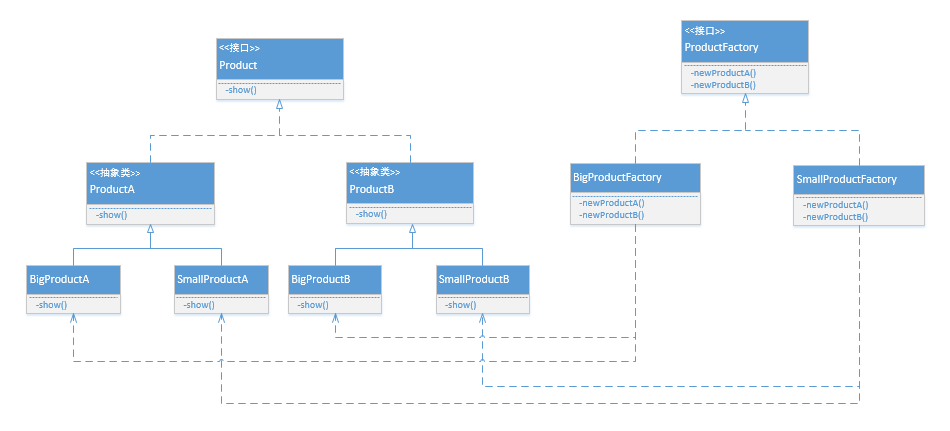 <<接口>>
Product
-show()
<<接口>>
ProductFactory
-newProductA()
-newProductB()
<<抽象类>>
ProductA
-show()
<<抽象类>>
ProductB
-show()
BigProductFactory
-newProductA()
-newProductB()
SmallProductFactory
-newProductA()
-newProductB()
BigProductA
-show()
SmallProductA
-show()
BigProductB
-show()
SmallProductB
-show()